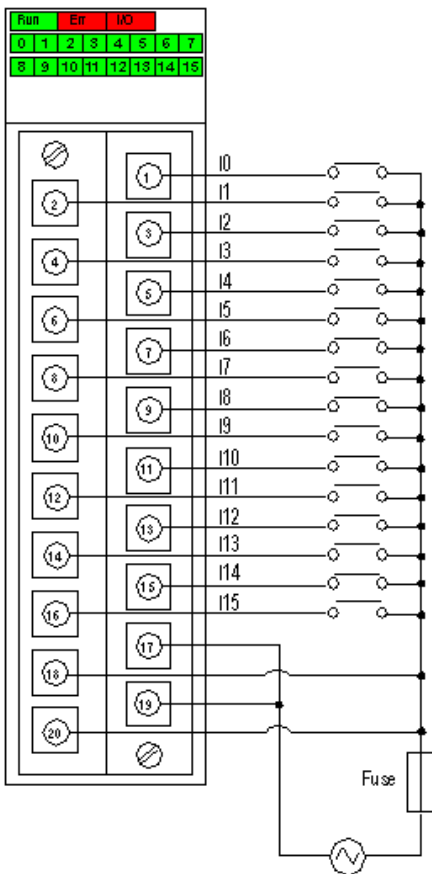 Run Err I/O
0 1 2 3 4 5 6 7
8 9 10 11 12 13 14 15
1 I0
2 I1
3 I2
4 I3
5 I4
6 I5
7 I6
8 I7
9 I8
10 I9
11 I10
12 I11
13 I12
14 I13
15 I14
16 I15
17
18
19
20
Fuse